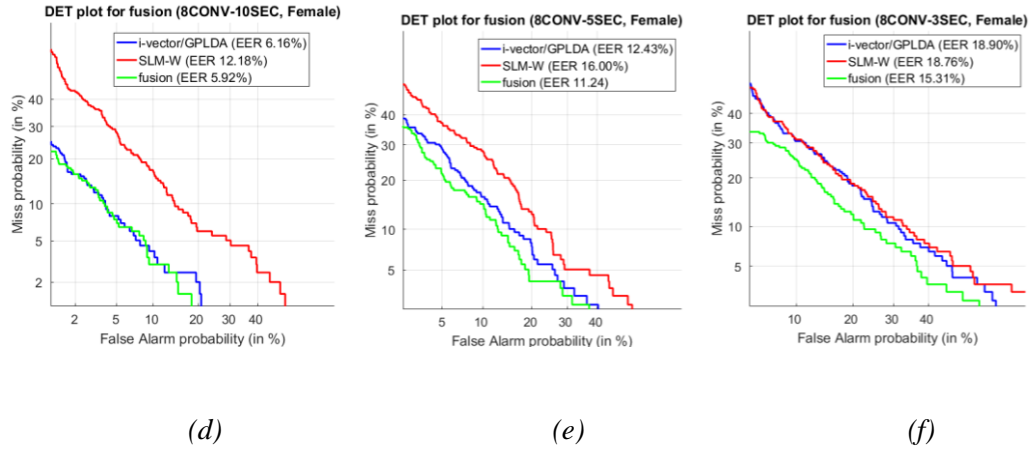 DET plot for fusion (8CONV-10SEC, Female)
i-vector/GPLDA (EER 6.16%)
SLM-W (EER 12.18%)
fusion (EER 5.92%)
Miss probability (in %)
40
30
20
10
5
2
2 5 10 20 30 40
False Alarm probability (in %)
(d)
DET plot for fusion (8CONV-5SEC, Female)
i-vector/GPLDA (EER 12.43%)
SLM-W (EER 16.00%)
fusion (EER 11.24)
Miss probability (in %)
40
30
20
10
5
5 10 20 30 40
False Alarm probability (in %)
(e)
DET plot for fusion (8CONV-3SEC, Female)
i-vector/GPLDA (EER 18.90%)
SLM-W (EER 18.76%)
fusion (EER 15.31%)
Miss probability (in %)
40
30
20
10
5
10 20 30 40
False Alarm probability (in %)
(f)